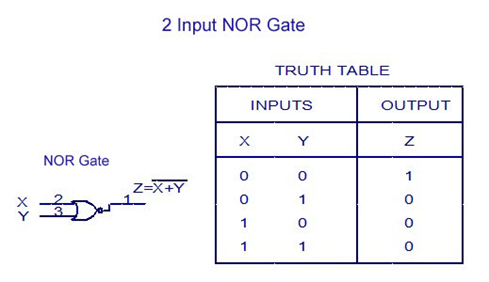 2 Input NOR Gate
TRUTH TABLE
INPUTS OUTPUT
X Y Z
0 0 1
0 1 0
1 0 0
1 1 0
NOR Gate
Z=X̅+̅Y̅
X 2 1
Y 3